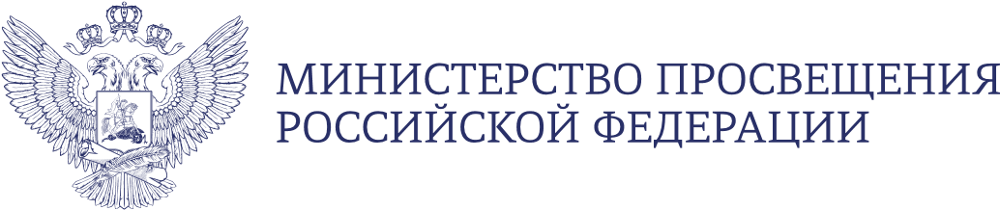 МИНИСТЕРСТВО ПРОСВЕЩЕНИЯ
РОССИЙСКОЙ ФЕДЕРАЦИИ